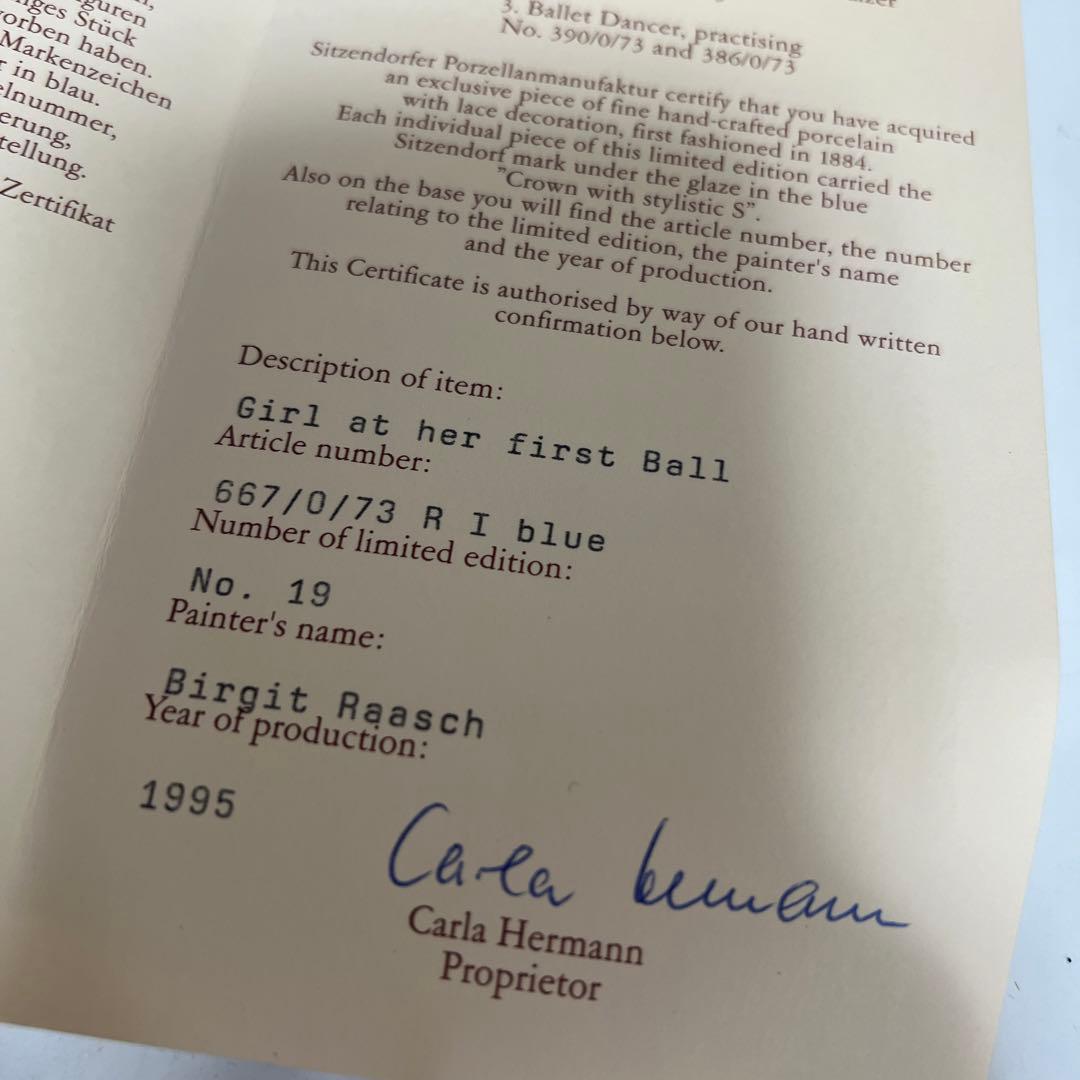 guren
nges Stück
vorben haben.
Markenzeichen
r in blau.
elnummer,
erung,
tellung.
Zertifikat
3. Ballet Dancer, practising
No. 390/0/73 and 386/0/73
Sitzendorfer Porzellanmanufaktur certify that you have acquired
an exclusive piece of fine hand-crafted porcelain
with lace decoration, first fashioned in 1884.
Each individual piece of this limited edition carried the
Sitzendorf mark under the glaze in the blue
"Crown with stylistic S".
Also on the base you will find the article number, the number
relating to the limited edition, the painter's name
and the year of production.
This Certificate is authorised by way of our hand written
confirmation below.
Description of item:
Girl at her first Ball
Article number:
667/0/73 R I blue
Number of limited edition:
No. 19
Painter's name:
Birgit Raasch
Year of production:
1995
Carla Hermann
Carla Hermann
Proprietor